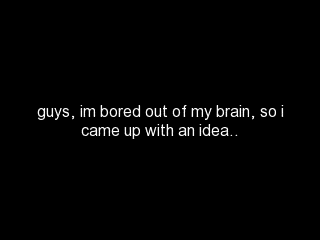 guys, im bored out of my brain, so i
came up with an idea..